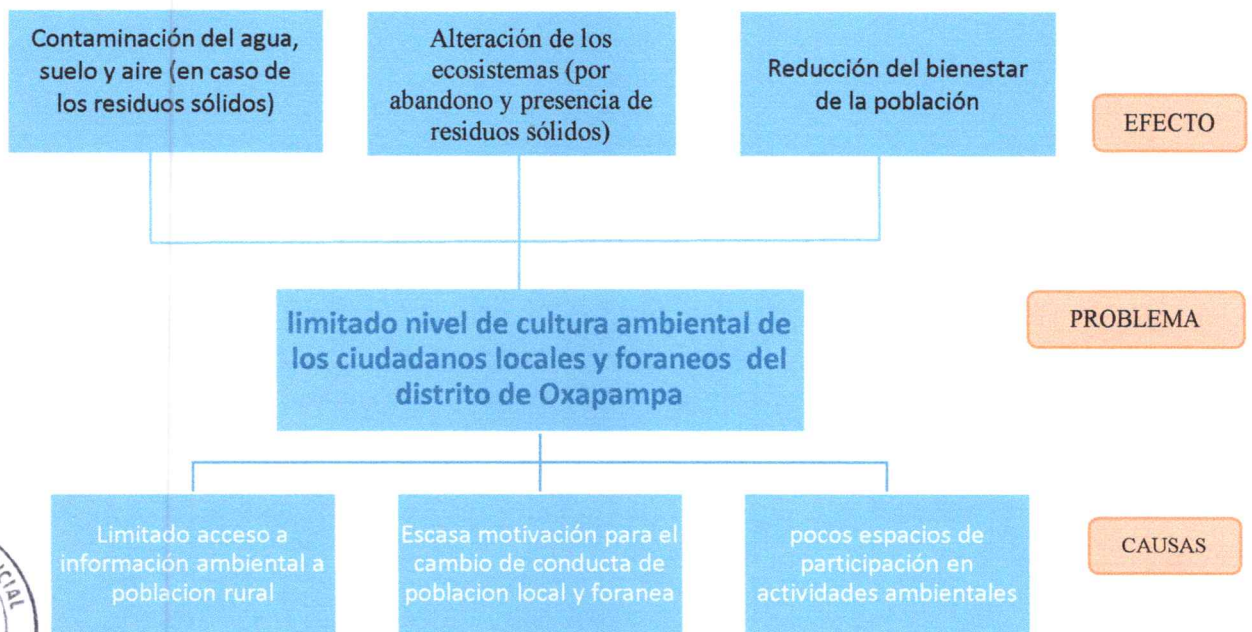 Contaminación del agua,
suelo y aire (en caso de
los residuos sólidos)
Alteración de los
ecosistemas (por
abandono y presencia de
residuos sólidos)
Reducción del bienestar
de la población
EFECTO
limitado nivel de cultura ambiental de
los ciudadanos locales y foraneos del
distrito de Oxapampa
PROBLEMA
Limitado acceso a
información ambiental a
poblacion rural
Escasa motivación para el
cambio de conducta de
poblacion local y foranea
pocos espacios de
participación en
actividades ambientales
CAUSAS